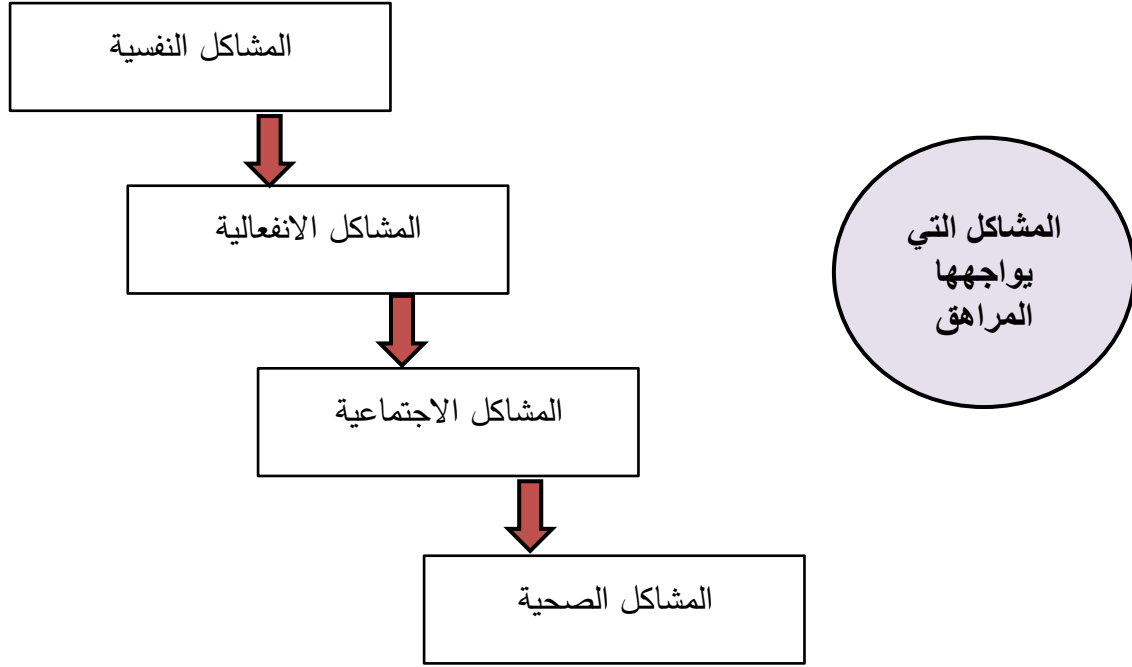 المشاكل النفسية
المشاكل الانفعالية
المشاكل التي
يواجهها
المراهق
المشاكل الاجتماعية
المشاكل الصحية